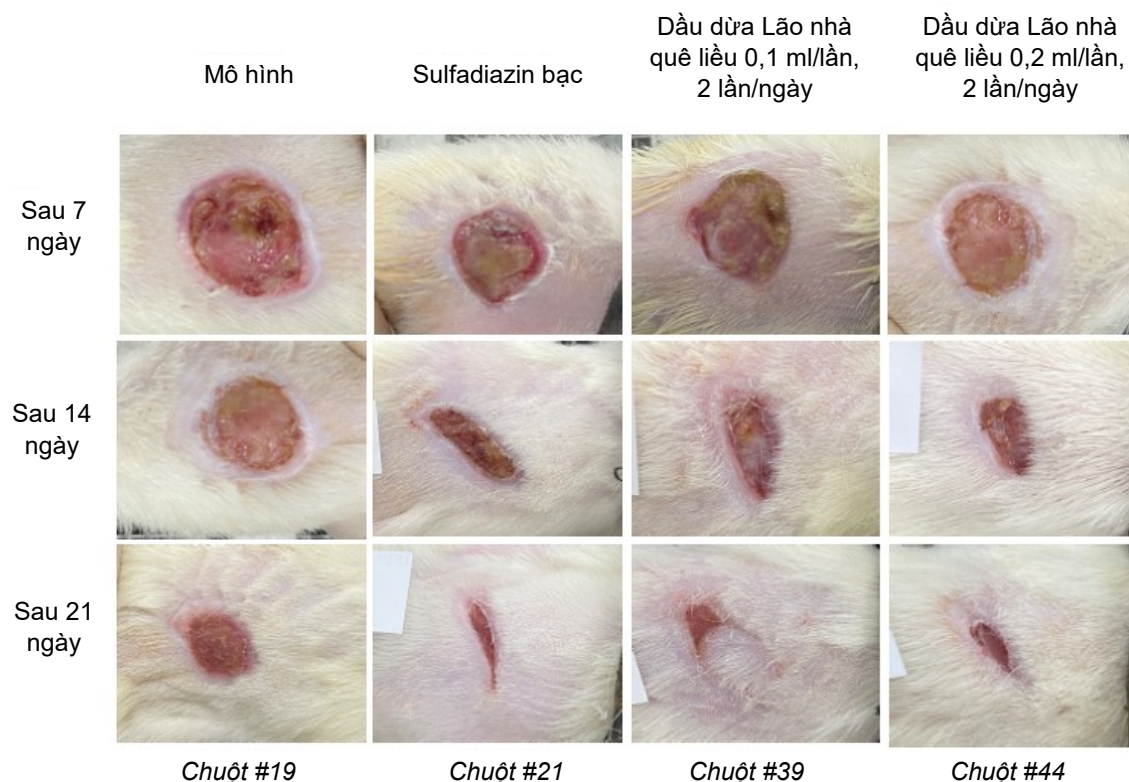 Mô hình
Sulfadiazin bạc
Dầu dừa Lão nhà
quê liều 0,1 ml/lần,
2 lần/ngày
Dầu dừa Lão nhà
quê liều 0,2 ml/lần,
2 lần/ngày
Sau 7
ngày
Sau 14
ngày
Sau 21
ngày
Chuột #19
Chuột #21
Chuột #39
Chuột #44